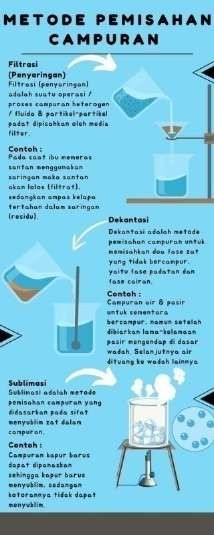 METODE PEMISAHAN
CAMPURAN
Filtrasi
(Penyaringan)
Filtrasi (penyaringan)
adalah suatu operasi /
proses campuran heterogen
/ fluida & partikel-partikel
padat dipisahkan oleh media
filter.
Contoh :
Pada saat ibu memeras
santan menggunakan
saringan maka santan
akan lolos (filtrat),
sedangkan ampas kelapa
tertahan dalam saringan
(residu).
Dekantasi
Dekantasi adalah metode
pemisahan campuran untuk
memisahkan dua fase zat
yang tidak bercampur,
yaitu fase padatan dan
fase cairan.
Contoh :
Campuran air & pasir
untuk sementara
bercampur, namun setelah
dibiarkan lama-kelamaan
pasir mengendap di dasar
wadah. Selanjutnya air
dituang ke wadah lainnya
Sublimasi
Sublimasi adalah metode
pemisahan campuran yang
didasarkan pada sifat
menyublim zat dalam
campuran.
Contoh :
Campuran kapur barus
dapat dipanaskan
sehingga kapur barus
menyublim, sedangkan
kotorannya tidak dapat
menyublim.